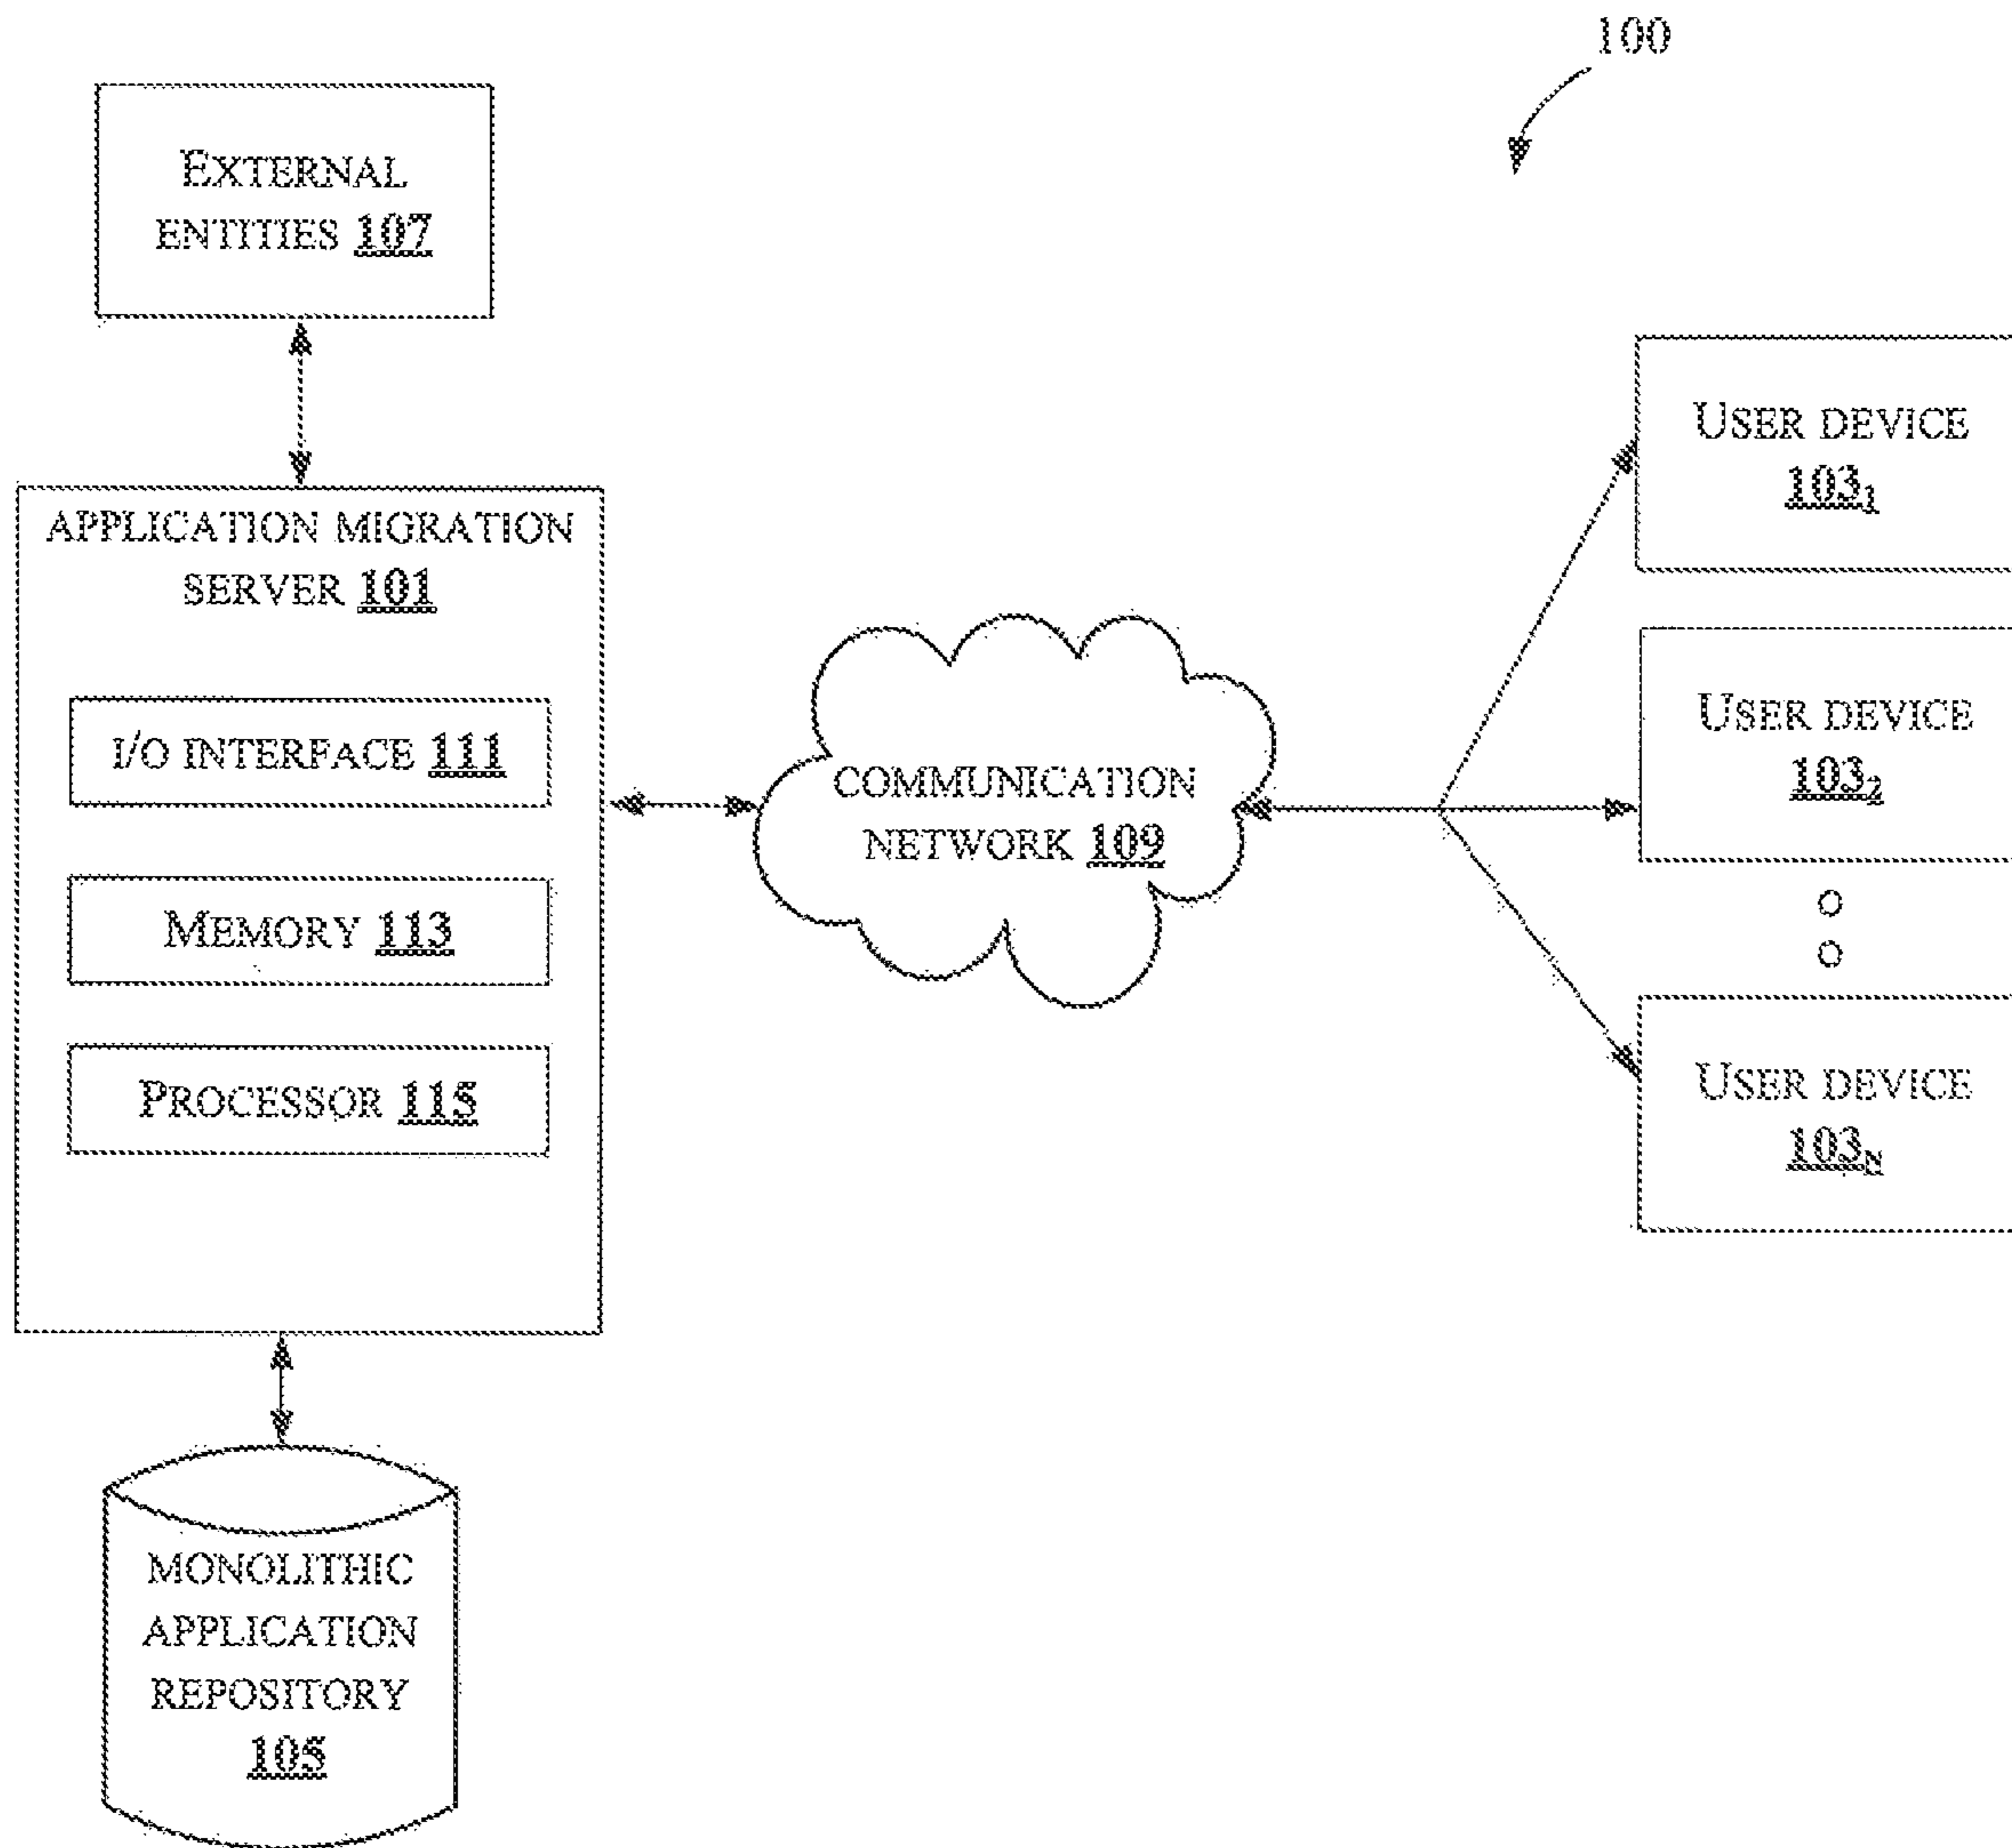 100
EXTERNAL
ENTITIES 107
APPLICATION MIGRATION
SERVER 101
I/O INTERFACE 111
MEMORY 113
PROCESSOR 115
MONOLITHIC
APPLICATION
REPOSITORY
105
COMMUNICATION
NETWORK 109
USER DEVICE
103₁
USER DEVICE
103₂
USER DEVICE
103N